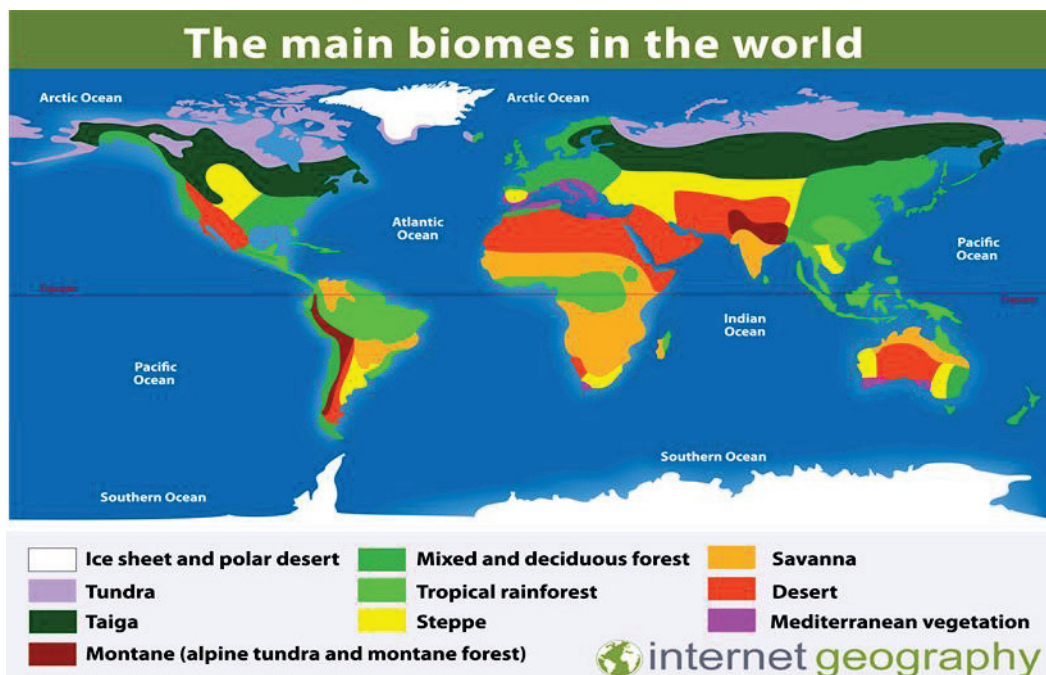 The main biomes in the world
Arctic Ocean
Arctic Ocean
Atlantic
Ocean
Pacific
Ocean
Equator
Equator
Indian
Ocean
Pacific
Ocean
Southern Ocean
Southern Ocean
Ice sheet and polar desert
Mixed and deciduous forest
Savanna
Tundra
Tropical rainforest
Desert
Taiga
Steppe
Mediterranean vegetation
Montane (alpine tundra and montane forest)
internet geography